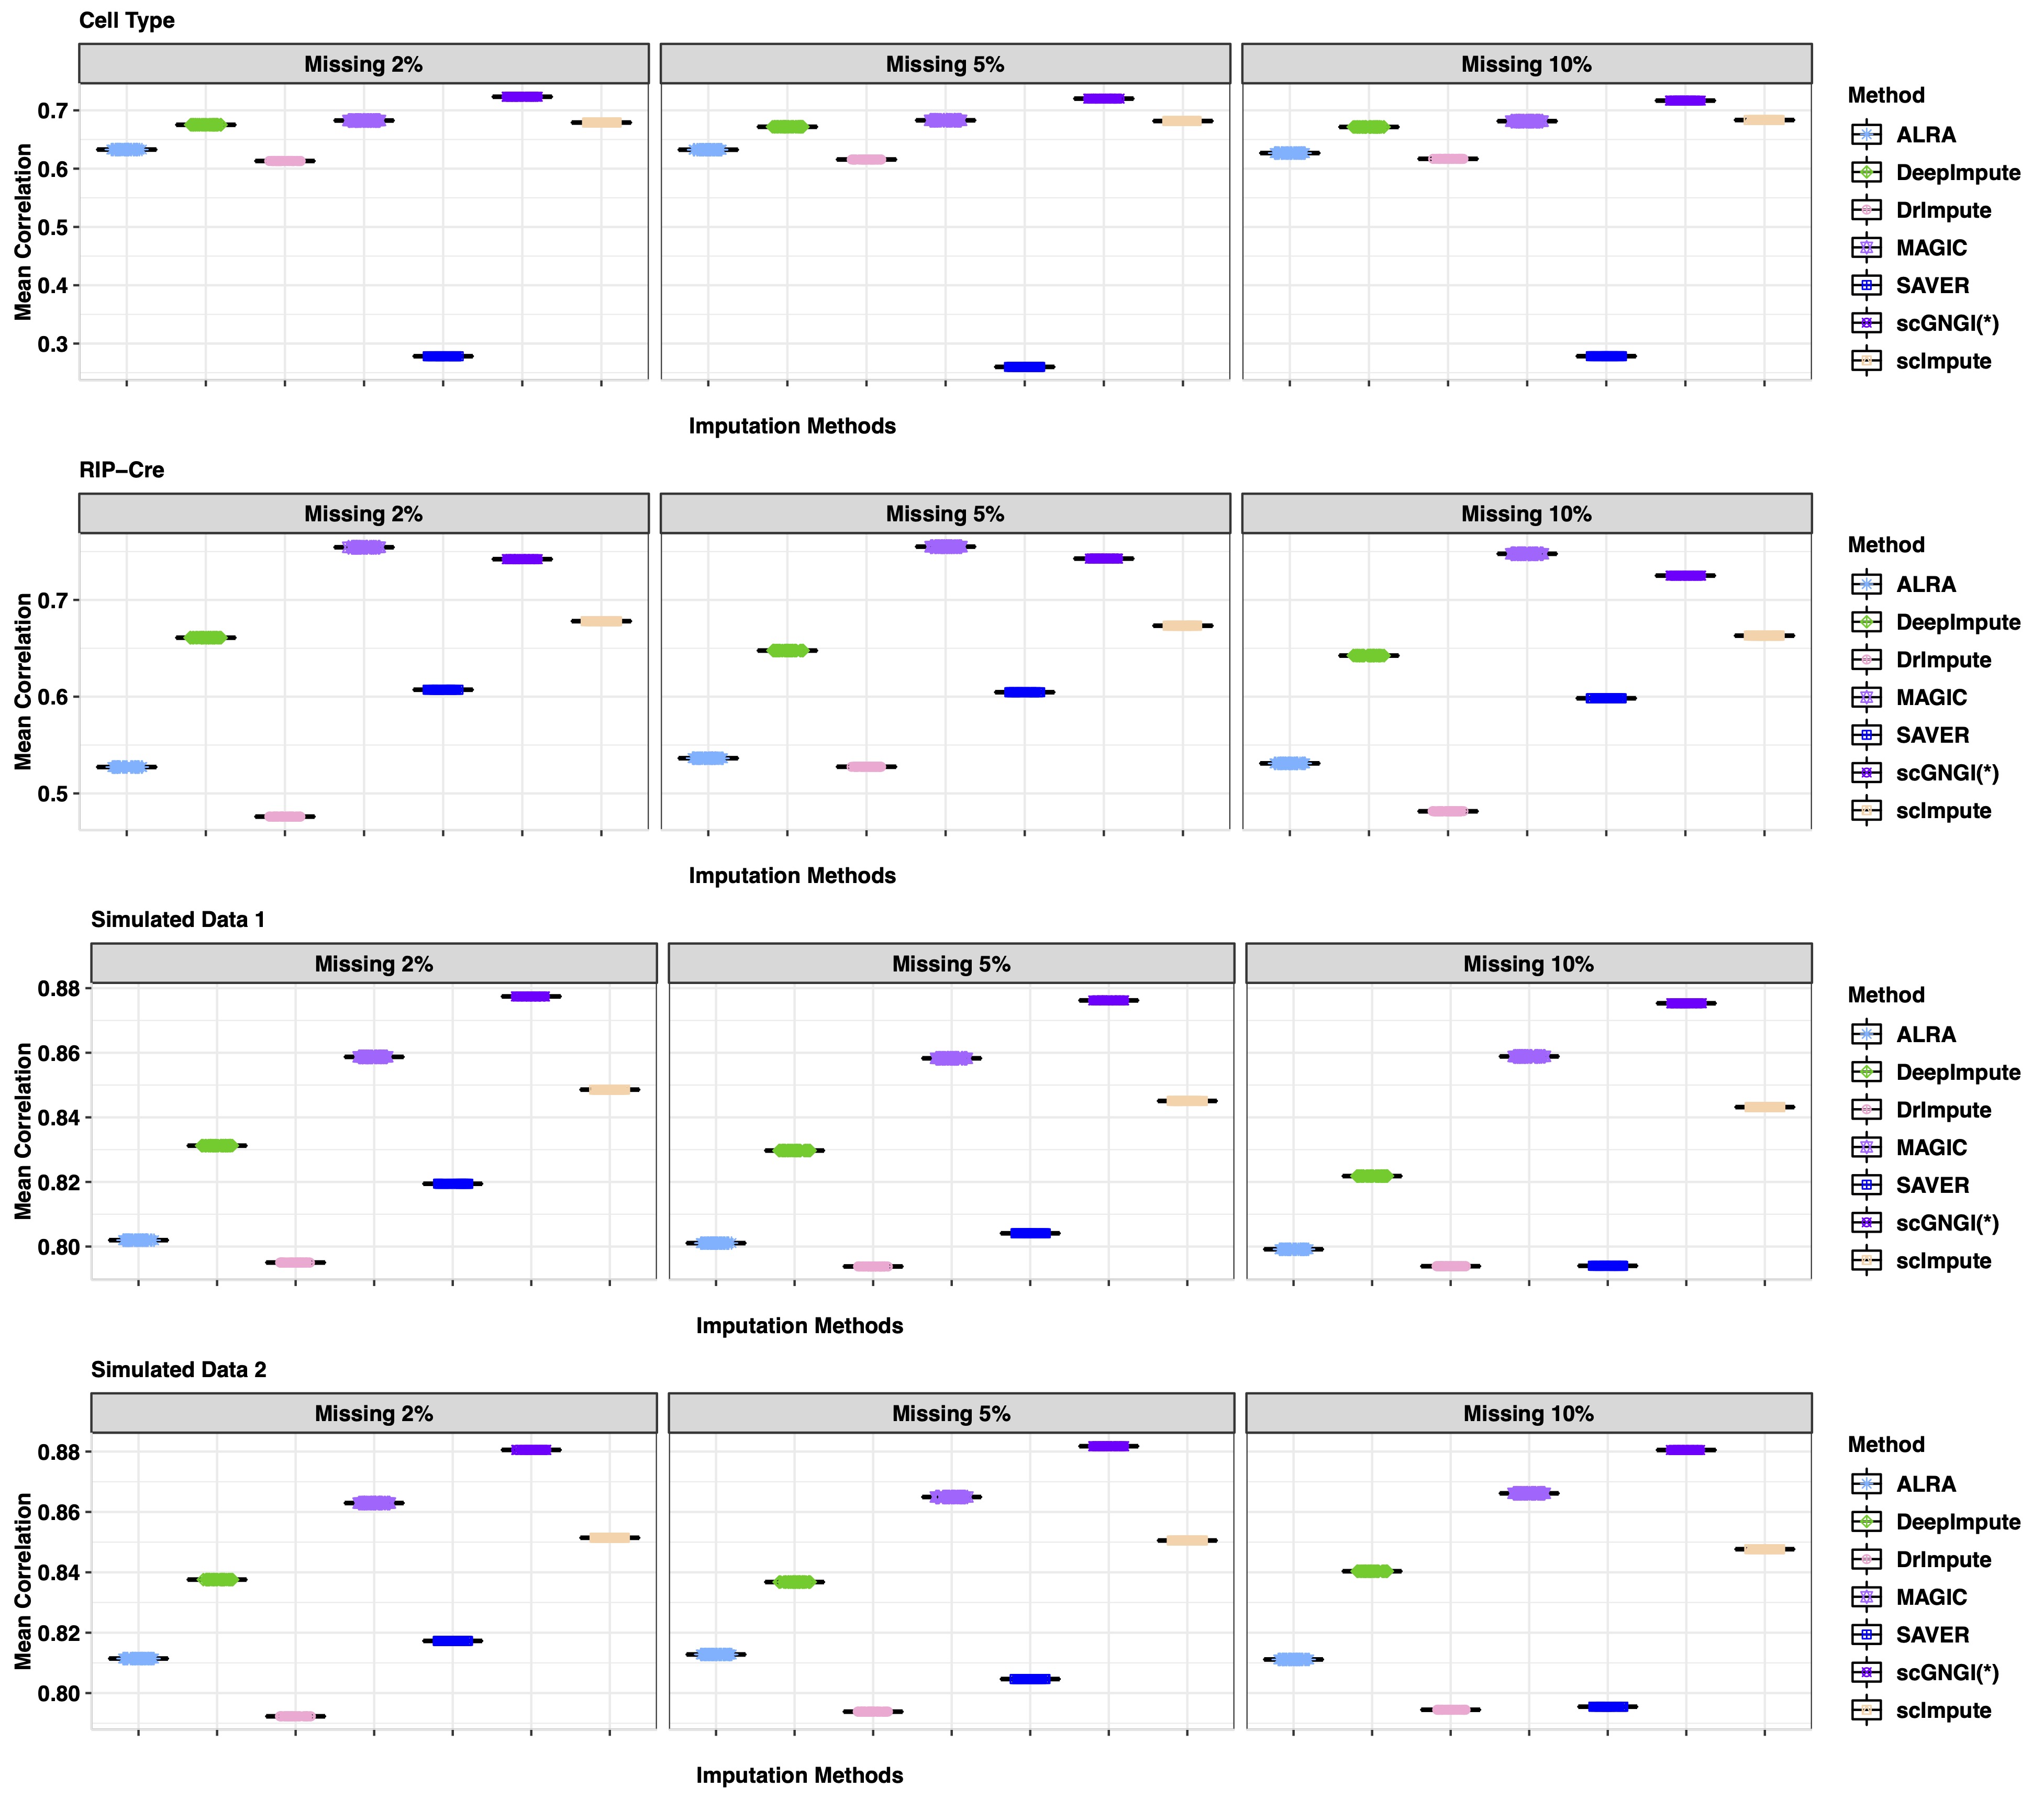 Cell Type
Missing 2% Missing 5% Missing 10%
Mean Correlation
0.7
0.6
0.5
0.4
0.3
Imputation Methods
Method
ALRA
DeepImpute
DrImpute
MAGIC
SAVER
scGNGI(*)
scImpute
RIP−Cre
Missing 2% Missing 5% Missing 10%
Mean Correlation
0.7
0.6
0.5
Imputation Methods
Method
ALRA
DeepImpute
DrImpute
MAGIC
SAVER
scGNGI(*)
scImpute
Simulated Data 1
Missing 2% Missing 5% Missing 10%
Mean Correlation
0.88
0.86
0.84
0.82
0.80
Imputation Methods
Method
ALRA
DeepImpute
DrImpute
MAGIC
SAVER
scGNGI(*)
scImpute
Simulated Data 2
Missing 2% Missing 5% Missing 10%
Mean Correlation
0.88
0.86
0.84
0.82
0.80
Imputation Methods
Method
ALRA
DeepImpute
DrImpute
MAGIC
SAVER
scGNGI(*)
scImpute